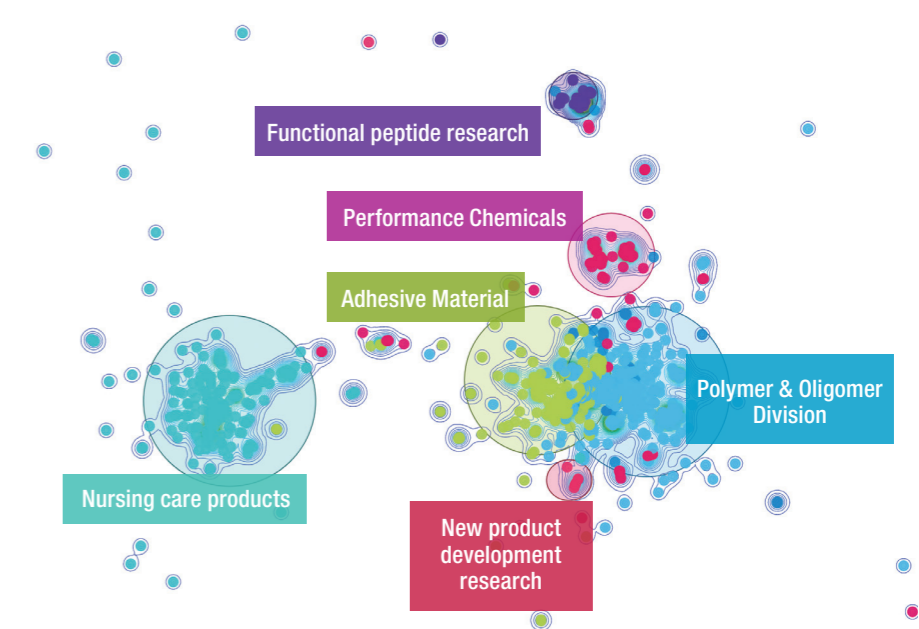 Functional peptide research
Performance Chemicals
Adhesive Material
Polymer & Oligomer
Division
Nursing care products
New product
development
research